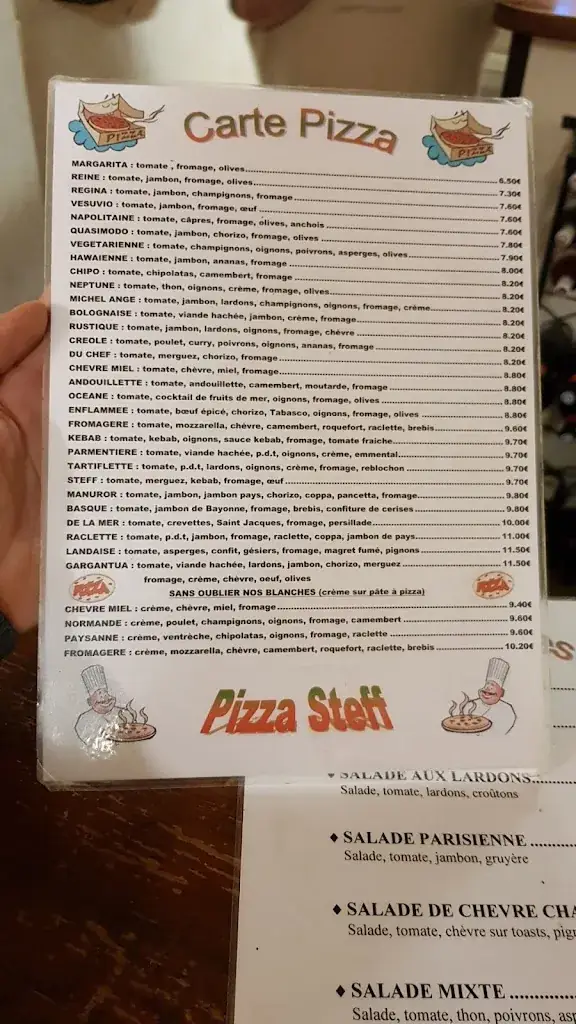 PIZZA
Carte Pizza
PIZZA
MARGARITA : tomate , fromage, olives........6.50€
REINE : tomate, jambon, fromage, olives........7.30€
REGINA : tomate, jambon, champignons, fromage........7.60€
VESUVIO : tomate, jambon, fromage, œuf ........7.60€
NAPOLITAINE : tomate, câpres, fromage, olives, anchois ........7.60€
QUASIMODO : tomate, jambon, chorizo, fromage, olives ........7.80€
VEGETARIENNE : tomate, champignons, oignons, poivrons, asperges, olives........7.90€
HAWAIENNE : tomate, jambon, ananas, fromage ........8.00€
CHIPO : tomate, chipolatas, camembert, fromage ........8.20€
NEPTUNE : tomate, thon, oignons, crème, fromage, olives........8.20€
MICHEL ANGE : tomate, jambon, lardons, champignons, oignons, fromage, crème........8.20€
BOLOGNAISE : tomate, viande hachée, jambon, crème, fromage........8.20€
RUSTIQUE : tomate, jambon, lardons, oignons, fromage, chèvre ........8.20€
CREOLE : tomate, poulet, curry, poivrons, oignons, ananas, fromage ........8.20€
DU CHEF : tomate, merguez, chorizo, fromage ........8.20€
CHEVRE MIEL : tomate, chèvre, miel, fromage........8.80€
ANDOUILLETTE : tomate, andouillette, camembert, moutarde, fromage ........8.80€
OCEANE : tomate, cocktail de fruits de mer, oignons, fromage, olives ........8.80€
ENFLAMMEE : tomate, bœuf épicé, chorizo, Tabasco, oignons, fromage, olives ........8.80€
FROMAGERE : tomate, mozzarella, chèvre, camembert, roquefort, raclette, brebis........9.60€
KEBAB : tomate, kebab, oignons, sauce kebab, fromage, tomate fraiche........9.70€
PARMENTIERE : tomate, viande hachée, p.d.t, oignons, crème, emmental........9.70€
TARTIFLETTE : tomate, p.d.t, lardons, oignons, crème, fromage, reblochon ........9.70€
STEFF : tomate, merguez, kebab, fromage, œuf ........9.70€
MANUROR : tomate, jambon, jambon pays, chorizo, coppa, pancetta, fromage........9.80€
BASQUE : tomate, jambon de Bayonne, fromage, brebis, confiture de cerises ........9.80€
DE LA MER : tomate, crevettes, Saint Jacques, fromage, persillade........10.00€
RACLETTE : tomate, p.d.t, jambon, fromage, raclette, coppa, jambon de pays........11.00€
LANDAISE : tomate, asperges, confit, gésiers, fromage, magret fumé, pignons ........11.50€
GARGANTUA : tomate, viande hachée, lardons, jambon, chorizo, merguez ........11.50€
fromage, crème, chèvre, oeuf, olives
PIZZA
SANS OUBLIER NOS BLANCHES (crème sur pâte à pizza)
PIZZA
CHEVRE MIEL : crème, chèvre, miel, fromage........9.40€
NORMANDE : crème, poulet, champignons, oignons, fromage, camembert ........9.60€
PAYSANNE : crème, ventrèche, chipolatas, oignons, fromage, raclette ........9.60€
FROMAGERE : crème, mozzarella, chèvre, camembert, roquefort, raclette, brebis ........10.20€
Pizza Steff
es
♦ SALADE AUX LARDONS........
Salade, tomate, lardons, croûtons
♦ SALADE PARISIENNE ........
Salade, tomate, jambon, gruyère
♦ SALADE DE CHEVRE CHA
Salade, tomate, chèvre sur toasts, pign
♦ SALADE MIXTE ........
Salade, tomate, thon, poivrons, asp